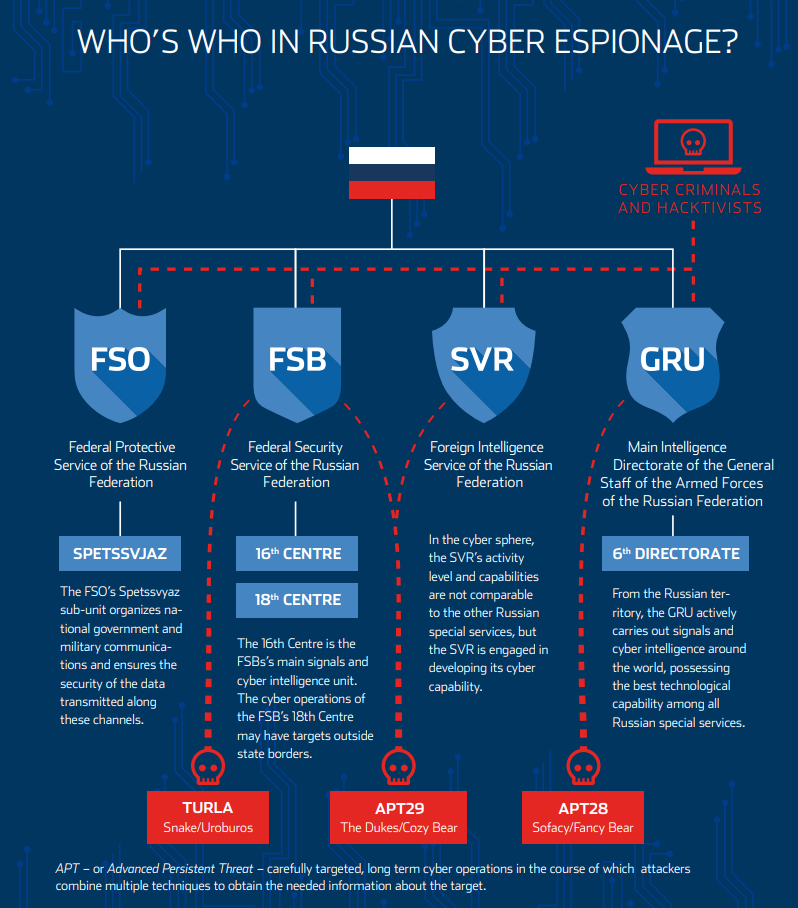 WHO'S WHO IN RUSSIAN CYBER ESPIONAGE?
CYBER CRIMINALS
AND HACKTIVISTS
FSO
Federal Protective
Service of the Russian
Federation
SPETSSVJAZ
The FSO's Spetssvyaz
sub-unit organizes na-
tional government and
military communica-
tions and ensures the
security of the data
transmitted along
these channels.
FSB
Federal Security
Service of the Russian
Federation
16th CENTRE
18th CENTRE
The 16th Centre is the
FSBs's main signals and
cyber intelligence unit.
The cyber operations of
the FSB's 18th Centre
may have targets outside
state borders.
SVR
Foreign Intelligence
Service of the Russian
Federation
In the cyber sphere,
the SVR's activity
level and capabilities
are not comparable
to the other Russian
special services, but
the SVR is engaged in
developing its cyber
capability.
GRU
Main Intelligence
Directorate of the General
Staff of the Armed Forces
of the Russian Federation
6th DIRECTORATE
From the Russian ter-
ritory, the GRU actively
carries out signals and
cyber intelligence around
the world, possessing
the best technological
capability among all
Russian special services.
TURLA
Snake/Uroburos
APT29
The Dukes/Cozy Bear
APT28
Sofacy/Fancy Bear
APT – or Advanced Persistent Threat – carefully targeted, long term cyber operations in the course of which attackers
combine multiple techniques to obtain the needed information about the target.